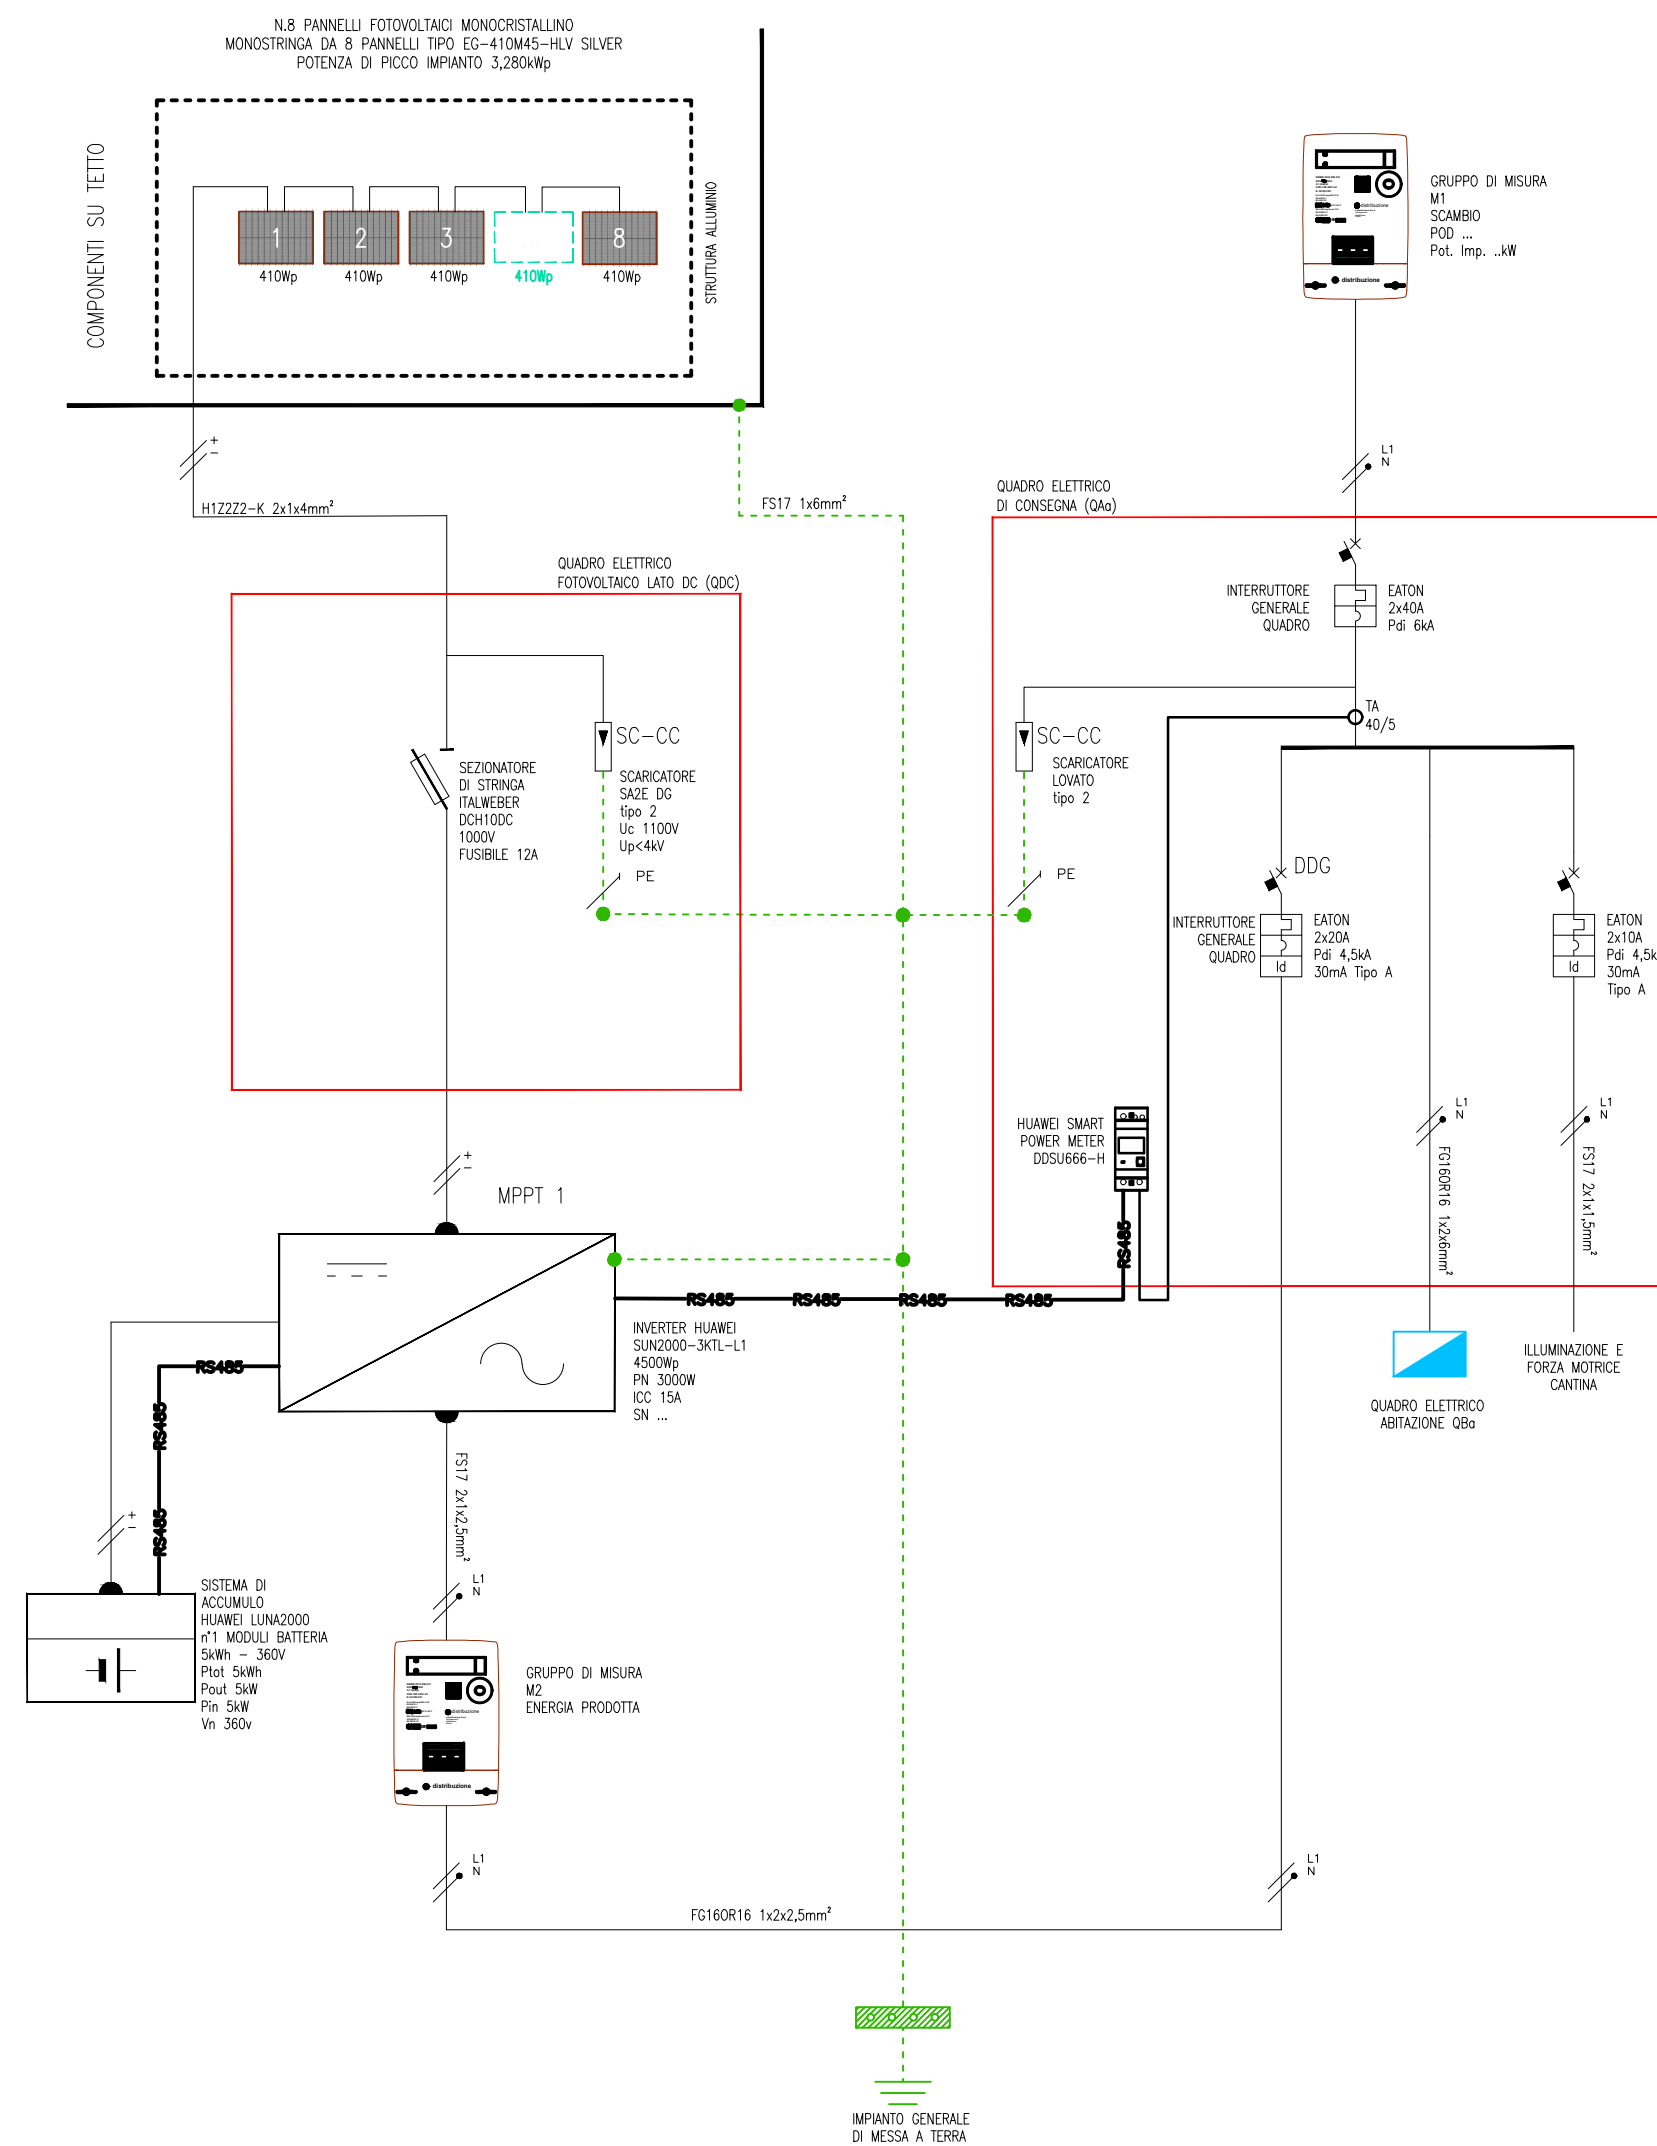 N.8 PANNELLI FOTOVOLTAICI MONOCRISTALLINO
MONOSTRINGA DA 8 PANNELLI TIPO EG-410M45-HLV SILVER
POTENZA DI PICCO IMPIANTO 3,280kWp
COMPONENTI SU TETTO
STRUTTURA ALLUMINIO
1
2
3
8
410Wp
410Wp
410Wp
410Wp
410Wp
distribuzione
distribuzione
GRUPPO DI MISURA
M1
SCAMBIO
POD ...
Pot. Imp. ..kW
+
-
H1Z2Z2-K 2x1x4mm²
FS17 1x6mm²
L1
N
QUADRO ELETTRICO
DI CONSEGNA (QAa)
QUADRO ELETTRICO
FOTOVOLTAICO LATO DC (QDC)
INTERRUTTORE
GENERALE
QUADRO
EATON
2x40A
Pdi 6kA
TA
40/5
SC-CC
SCARICATORE
SA2E DG
tipo 2
Uc 1100V
Up<4kV
PE
SEZIONATORE
DI STRINGA
ITALWEBER
DCH10DC
1000V
FUSIBILE 12A
SC-CC
SCARICATORE
LOVATO
tipo 2
PE
DDG
INTERRUTTORE
GENERALE
QUADRO
Id
EATON
2x20A
Pdi 4,5kA
30mA Tipo A
Id
EATON
2x10A
Pdi 4,5k
30mA
Tipo A
HUAWEI SMART
POWER METER
DDSU666-H
L1
N
FG16OR16 1x2x6mm²
L1
N
FS17 2x1x1,5mm²
+
-
MPPT 1
RS485
RS485
RS485
RS485
RS485
INVERTER HUAWEI
SUN2000-3KTL-L1
4500Wp
PN 3000W
ICC 15A
SN ...
QUADRO ELETTRICO
ABITAZIONE QBa
ILLUMINAZIONE E
FORZA MOTRICE
CANTINA
RS485
RS485
RS485
+
-
FS17 2x1x2,5mm²
L1
N
SISTEMA DI
ACCUMULO
HUAWEI LUNA2000
n°1 MODULI BATTERIA
5kWh - 360V
Ptot 5kWh
Pout 5kW
Pin 5kW
Vn 360v
distribuzione
distribuzione
GRUPPO DI MISURA
M2
ENERGIA PRODOTTA
L1
N
L1
N
FG16OR16 1x2x2,5mm²
IMPIANTO GENERALE
DI MESSA A TERRA